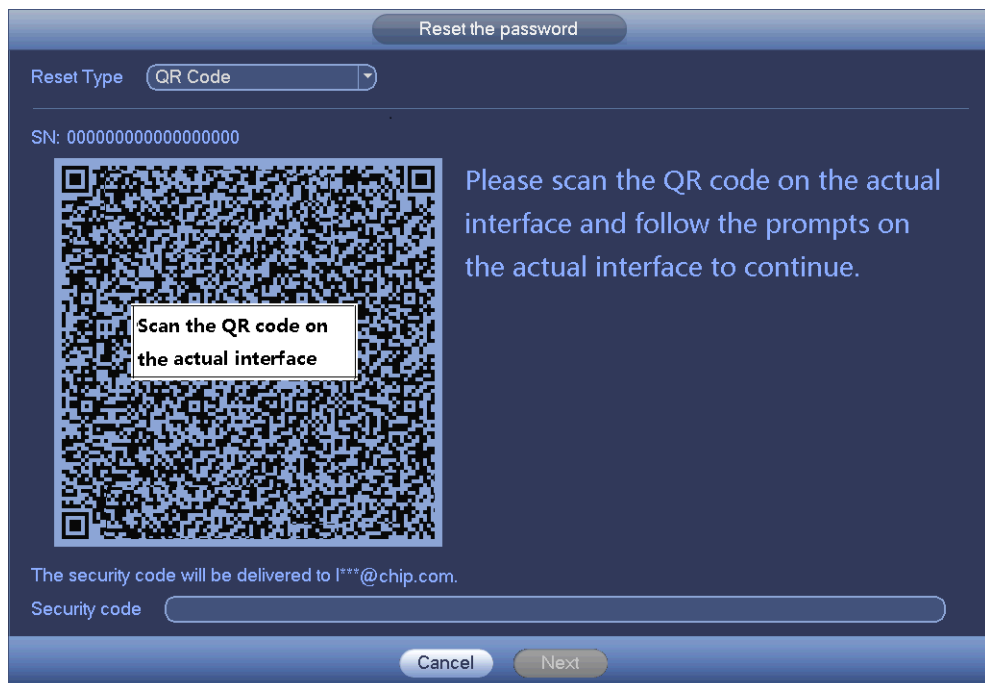 Reset the password
Reset Type QR Code
SN: 000000000000000000
Please scan the QR code on the actual
interface and follow the prompts on
the actual interface to continue.
Scan the QR code on
the actual interface
The security code will be delivered to l***@chip.com.
Security code
Cancel Next